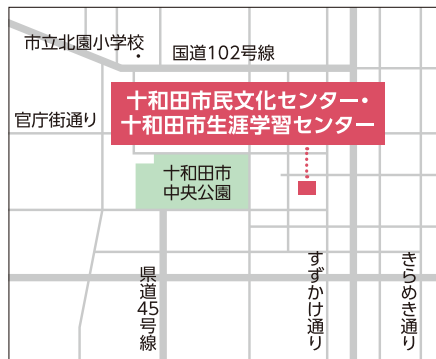 市立北園小学校
国道102号線
十和田市民文化センター・
十和田市生涯学習センター
官庁街通り
十和田市
中央公園
県道45号線
すずかけ通り
きらめき通り